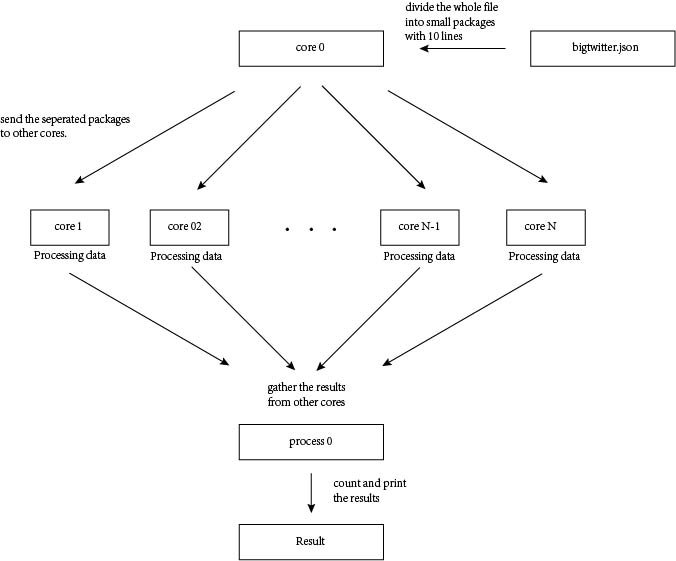 divide the whole file
into small packages
with 10 lines
core 0
bigtwitter.json
send the seperated packages
to other cores.
core 1
core 02
. . .
core N-1
core N
Processing data
Processing data
Processing data
Processing data
gather the results
from other cores
process 0
count and print
the results
Result